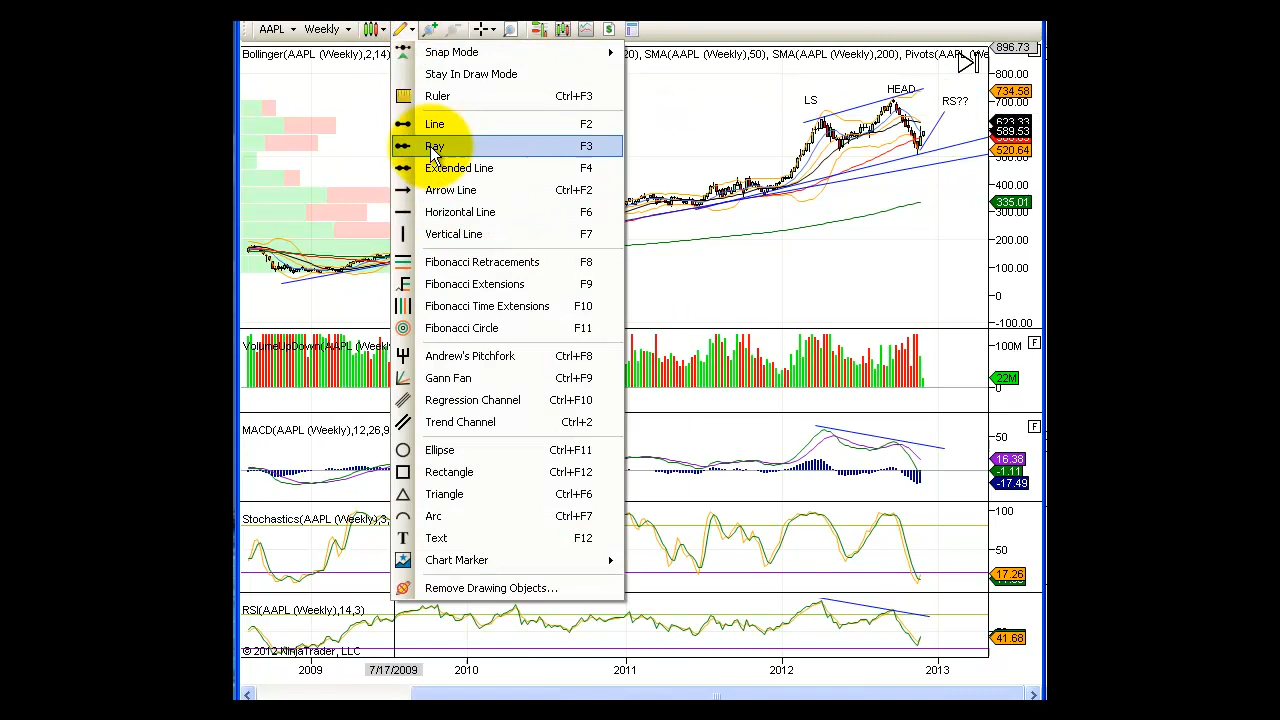 AAPL Weekly
Bollinger(AAPL (Weekly),2,14) 20), SMA(AAPL (Weekly),50), SMA(AAPL (Weekly),200), Pivots(AAPL
896.73
Snap Mode
Stay In Draw Mode
Ruler Ctrl+F3
Line F2
Ray F3
Extended Line F4
Arrow Line Ctrl+F2
Horizontal Line F6
Vertical Line F7
Fibonacci Retracements F8
Fibonacci Extensions F9
Fibonacci Time Extensions F10
Fibonacci Circle F11
Andrew's Pitchfork Ctrl+F8
Gann Fan Ctrl+F9
Regression Channel Ctrl+F10
Trend Channel Ctrl+2
Ellipse Ctrl+F11
Rectangle Ctrl+F12
Triangle Ctrl+F6
Arc Ctrl+F7
T Text F12
Chart Marker
Remove Drawing Objects...
LS
HEAD
RS??
800.00
734.58
700.00
623.33
589.53
520.64
500.00
400.00
335.01
300.00
200.00
100.00
0
-100.00
VolumeUpDown(AAPL (Weekl
F
100M
22M
0
MACD(AAPL (Weekly),12,26,9
F
50
16.38
-1.11
-17.49
Stochastics(AAPL (Weekly),3,
100
50
17.26
RSI(AAPL (Weekly),14,3)
41.68
© 2012 NinjaTrader, LLC
2009 7/17/2009 2010 2011 2012 2013